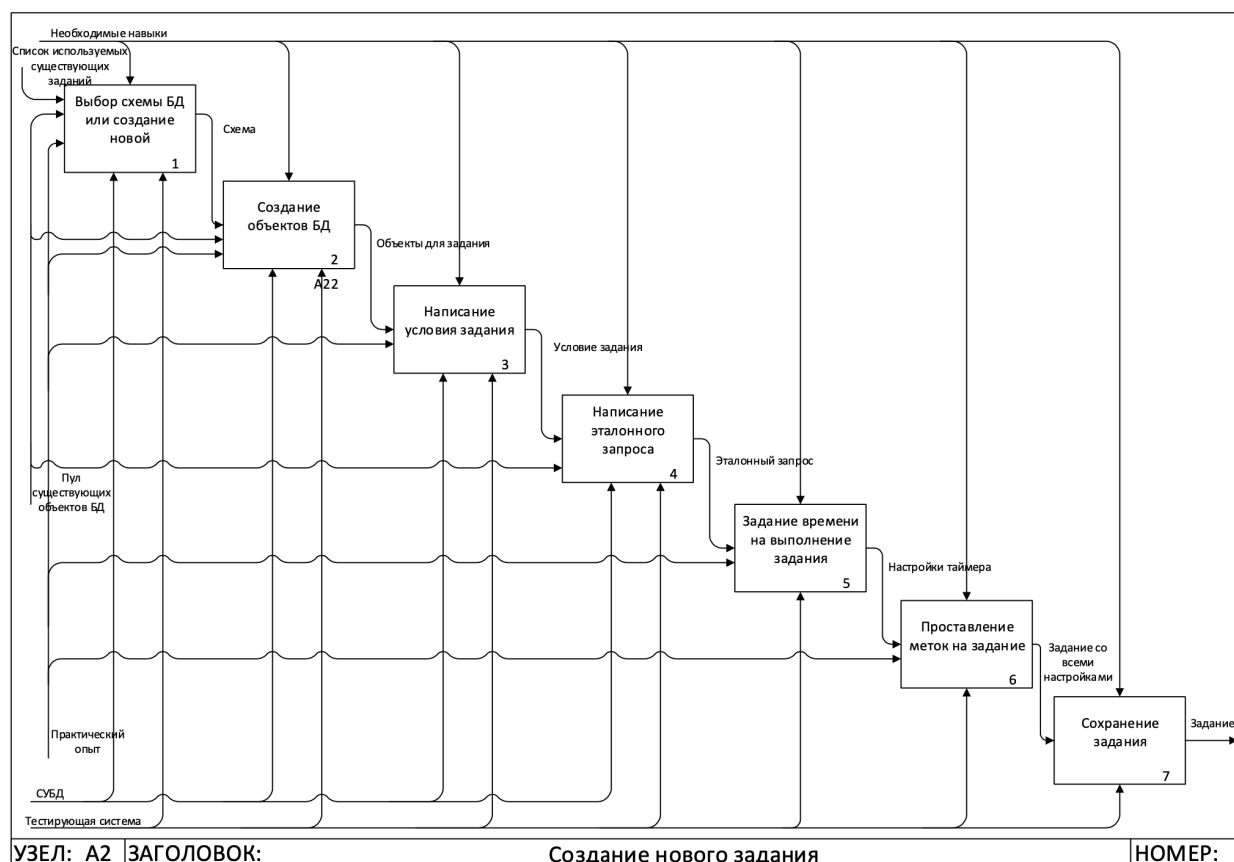 Необходимые навыки
Список используемых
существующих
заданий
Выбор схемы БД
или создание
новой
1
Схема
Создание
объектов БД
2
A22
Объекты для задания
Написание
условия задания
3
Условие задания
Написание
эталонного
запроса
4
Эталонный запрос
Пул
существующих
объектов БД
Задание времени
на выполнение
задания
5
Настройки таймера
Проставление
меток на задание
6
Задание со
всеми
настройками
Сохранение
задания
7
Задание
Практический
опыт
СУБД
Тестирующая система
УЗЕЛ: A2 ЗАГОЛОВОК: Создание нового задания НОМЕР: